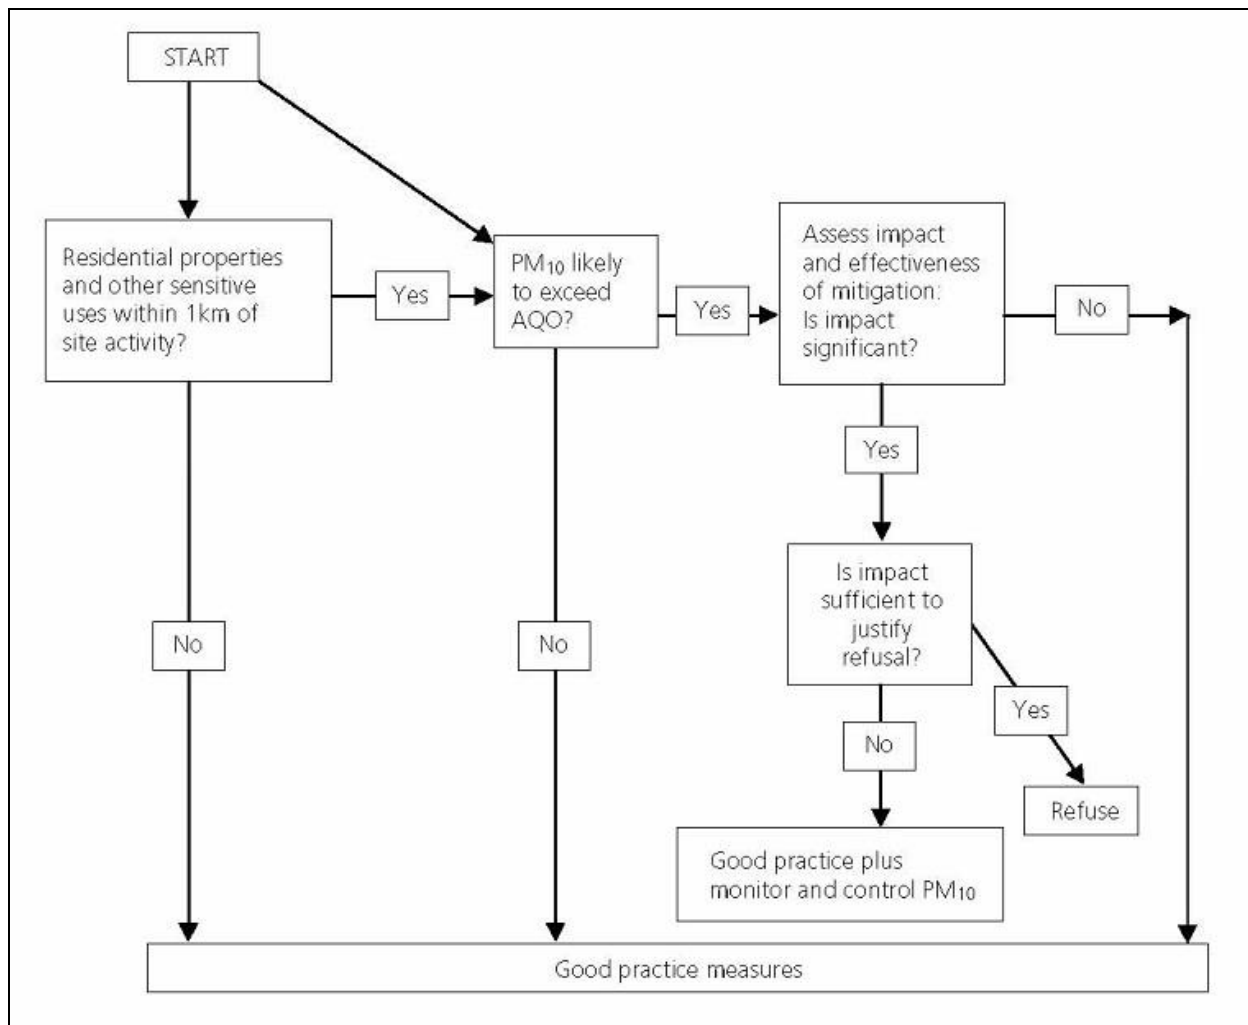 START
Residential properties
and other sensitive
uses within 1km of
site activity?
Yes
PM₁₀ likely
to exceed
AQO?
Yes
Assess impact
and effectiveness
of mitigation:
Is impact
significant?
No
Yes
Is impact
sufficient to
justify
refusal?
No
No
Yes
No
Refuse
Good practice plus
monitor and control PM₁₀
Good practice measures